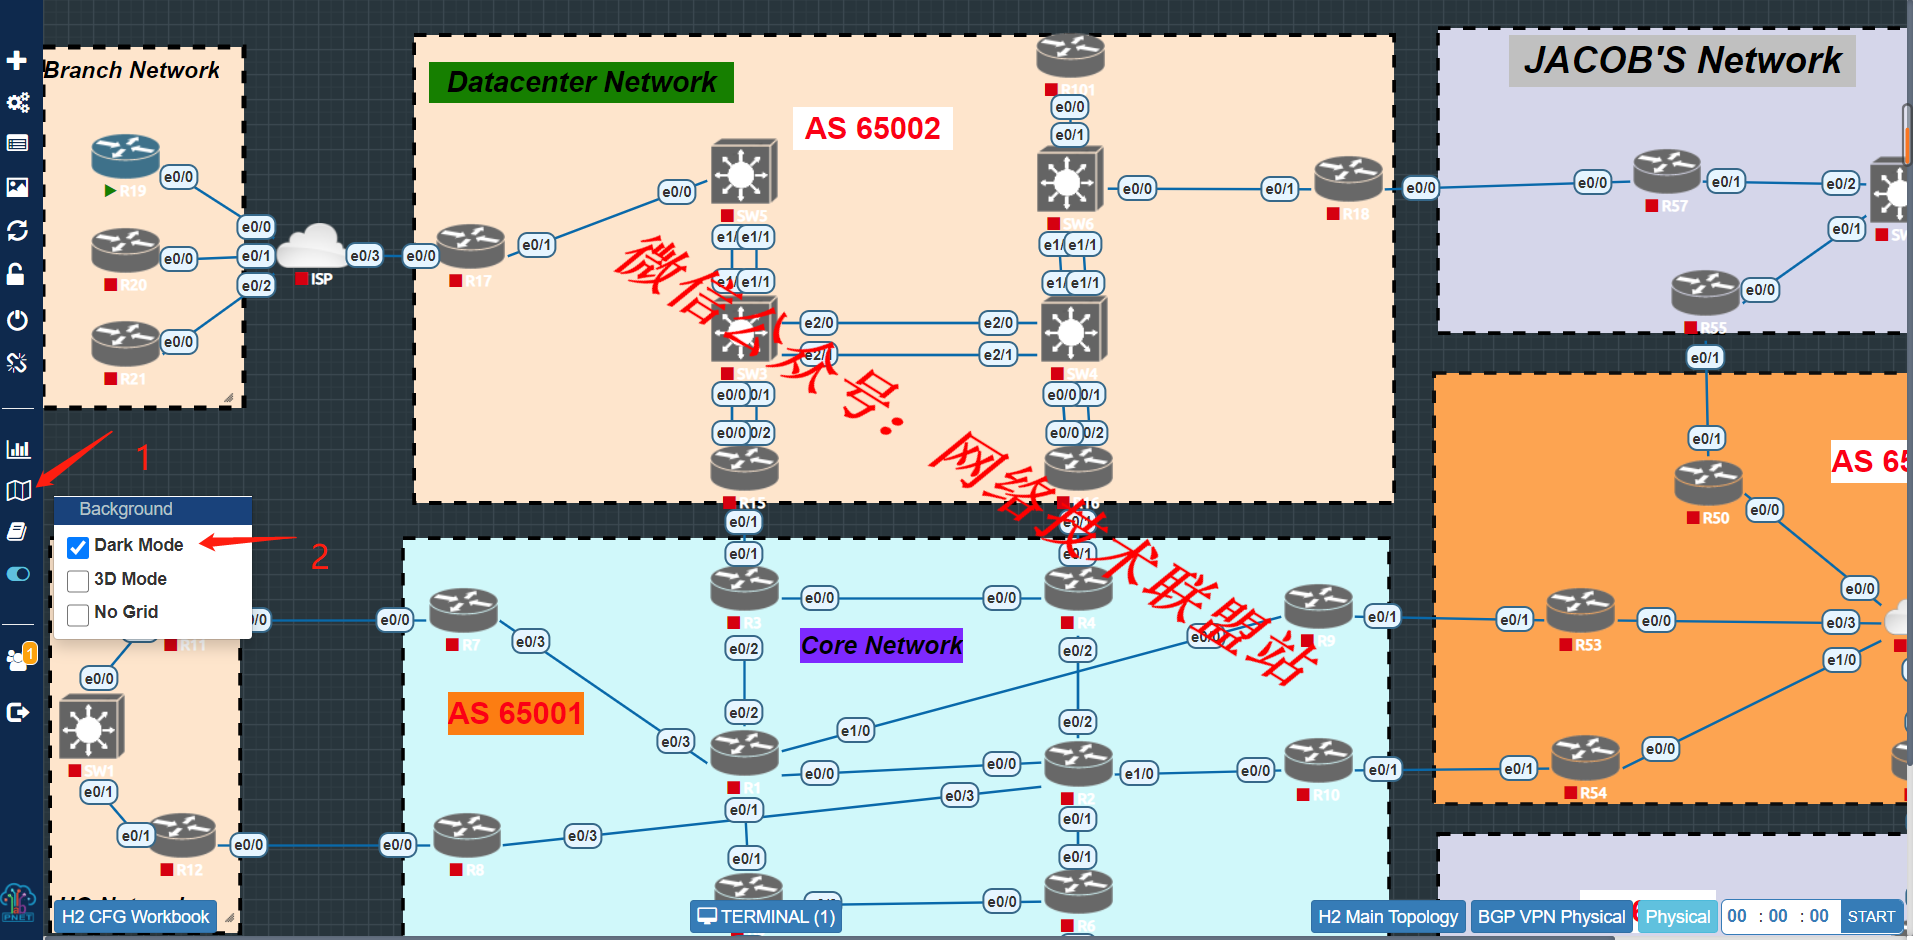 Branch Network
R19
e0/0
e0/0
R20
e0/0
e0/1
e0/2
R21
e0/0
ISP
e0/3
Datacenter Network
AS 65002
e0/0
R17
e0/1
e0/0
SW5
e1/1
e1/1
SW3
e2/0
e2/0
e2/1
e2/1
SW4
e0/0
0/1
e0/0
0/2
R15
e0/1
R101
e0/0
e0/1
SW6
e1/1
e1/1
e0/0
e0/1
R18
e0/0
e0/0
0/1
e0/0
0/2
e0/1
微信公众号：网络技术联盟站
JACOB'S Network
e0/0
R57
e0/1
e0/2
e0/1
R55
e0/0
e0/1
e0/1
R50
e0/0
e0/0
e0/1
R53
e0/0
e0/3
e1/0
e0/1
R54
e0/0
1
Background
Dark Mode
2
3D Mode
No Grid
R11
e0/0
SW1
e0/1
e0/1
R12
e0/0
e0/0
R7
e0/3
e0/1
R3
e0/0
e0/0
e0/1
R4
e0/2
Core Network
e0/2
e0/0
R9
e0/1
AS 65001
e0/2
e0/2
e0/3
R1
e1/0
e0/0
e0/0
R2
e1/0
e0/0
R10
e0/1
e0/1
e0/3
e0/1
e0/0
R8
e0/3
e0/1
e0/1
e0/0
R6
1
PNET
H2 CFG Workbook
TERMINAL (1)
H2 Main Topology
BGP VPN Physical
Physical
00 : 00 : 00
START